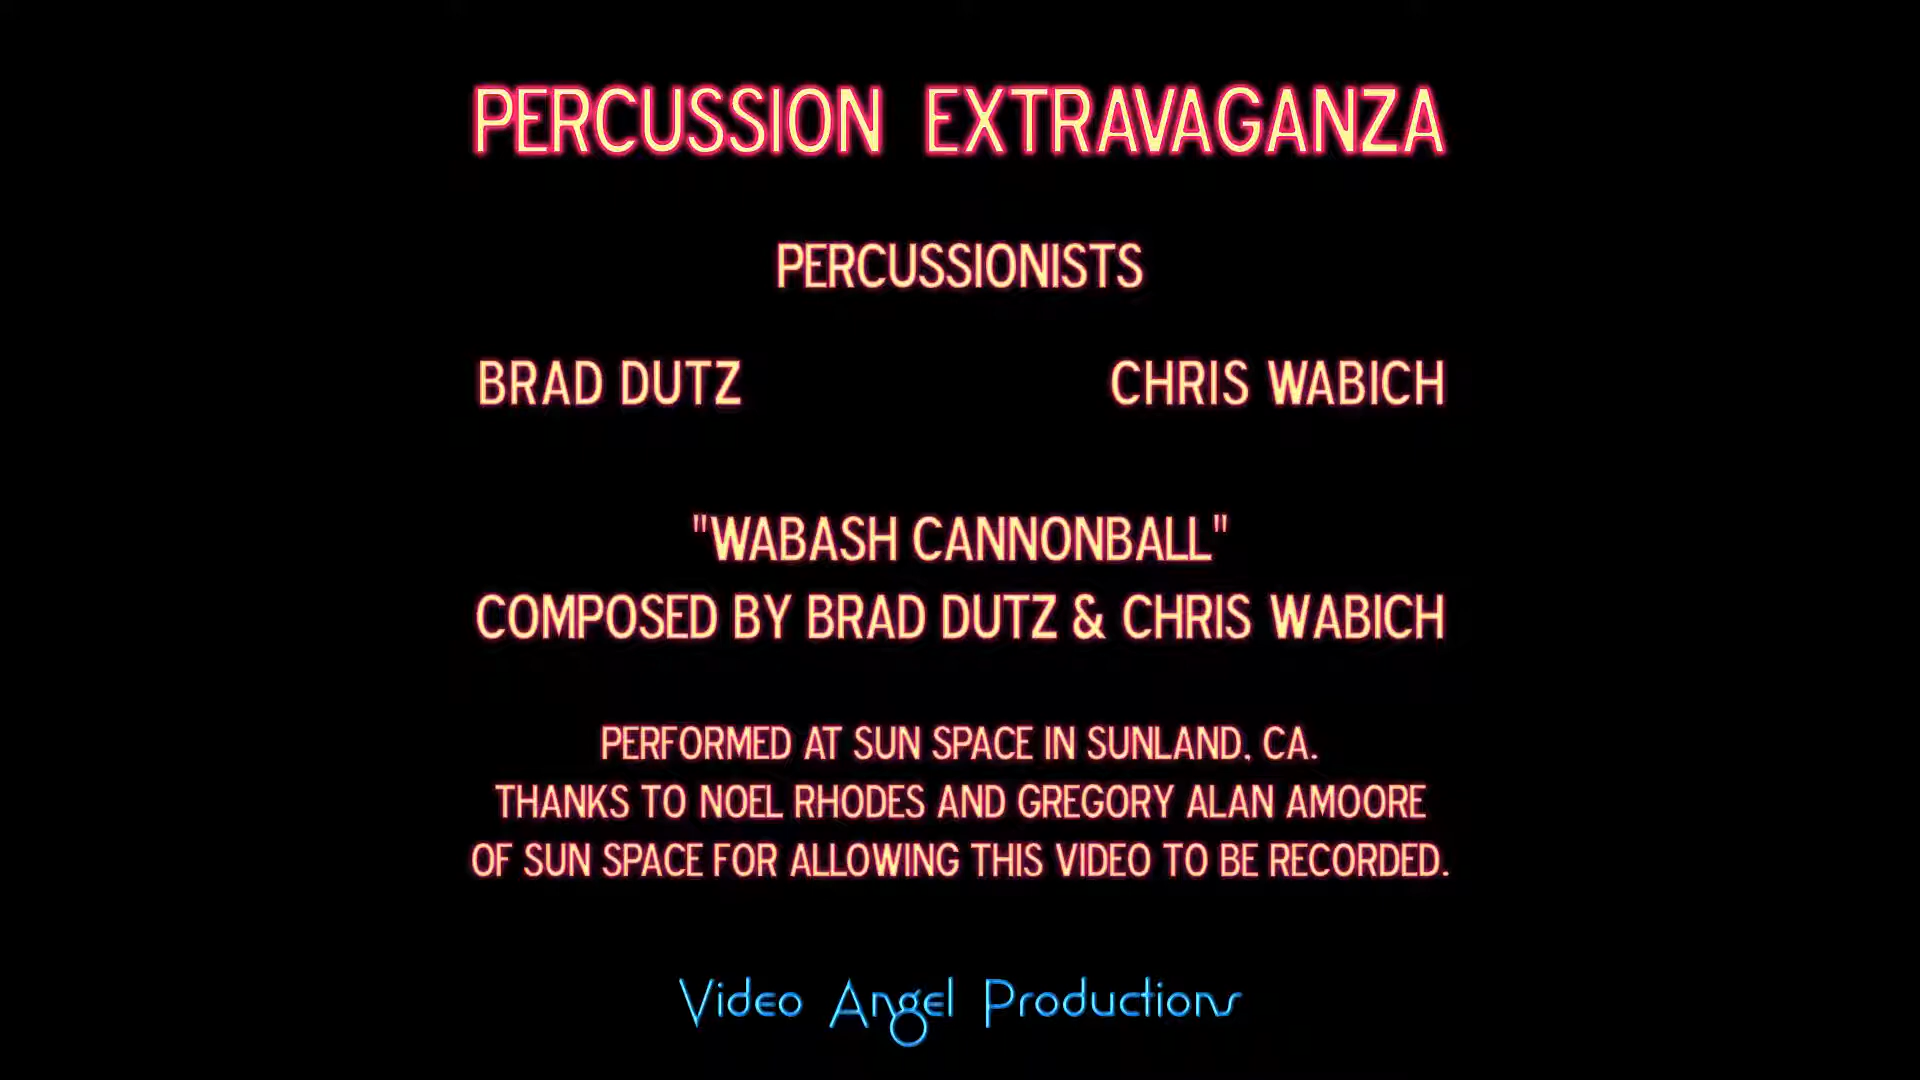 PERCUSSION EXTRAVAGANZA
PERCUSSIONISTS
BRAD DUTZ CHRIS WABICH
"WABASH CANNONBALL"
COMPOSED BY BRAD DUTZ & CHRIS WABICH
PERFORMED AT SUN SPACE IN SUNLAND, CA.
THANKS TO NOEL RHODES AND GREGORY ALAN AMOORE
OF SUN SPACE FOR ALLOWING THIS VIDEO TO BE RECORDED.
Video Angel Productions